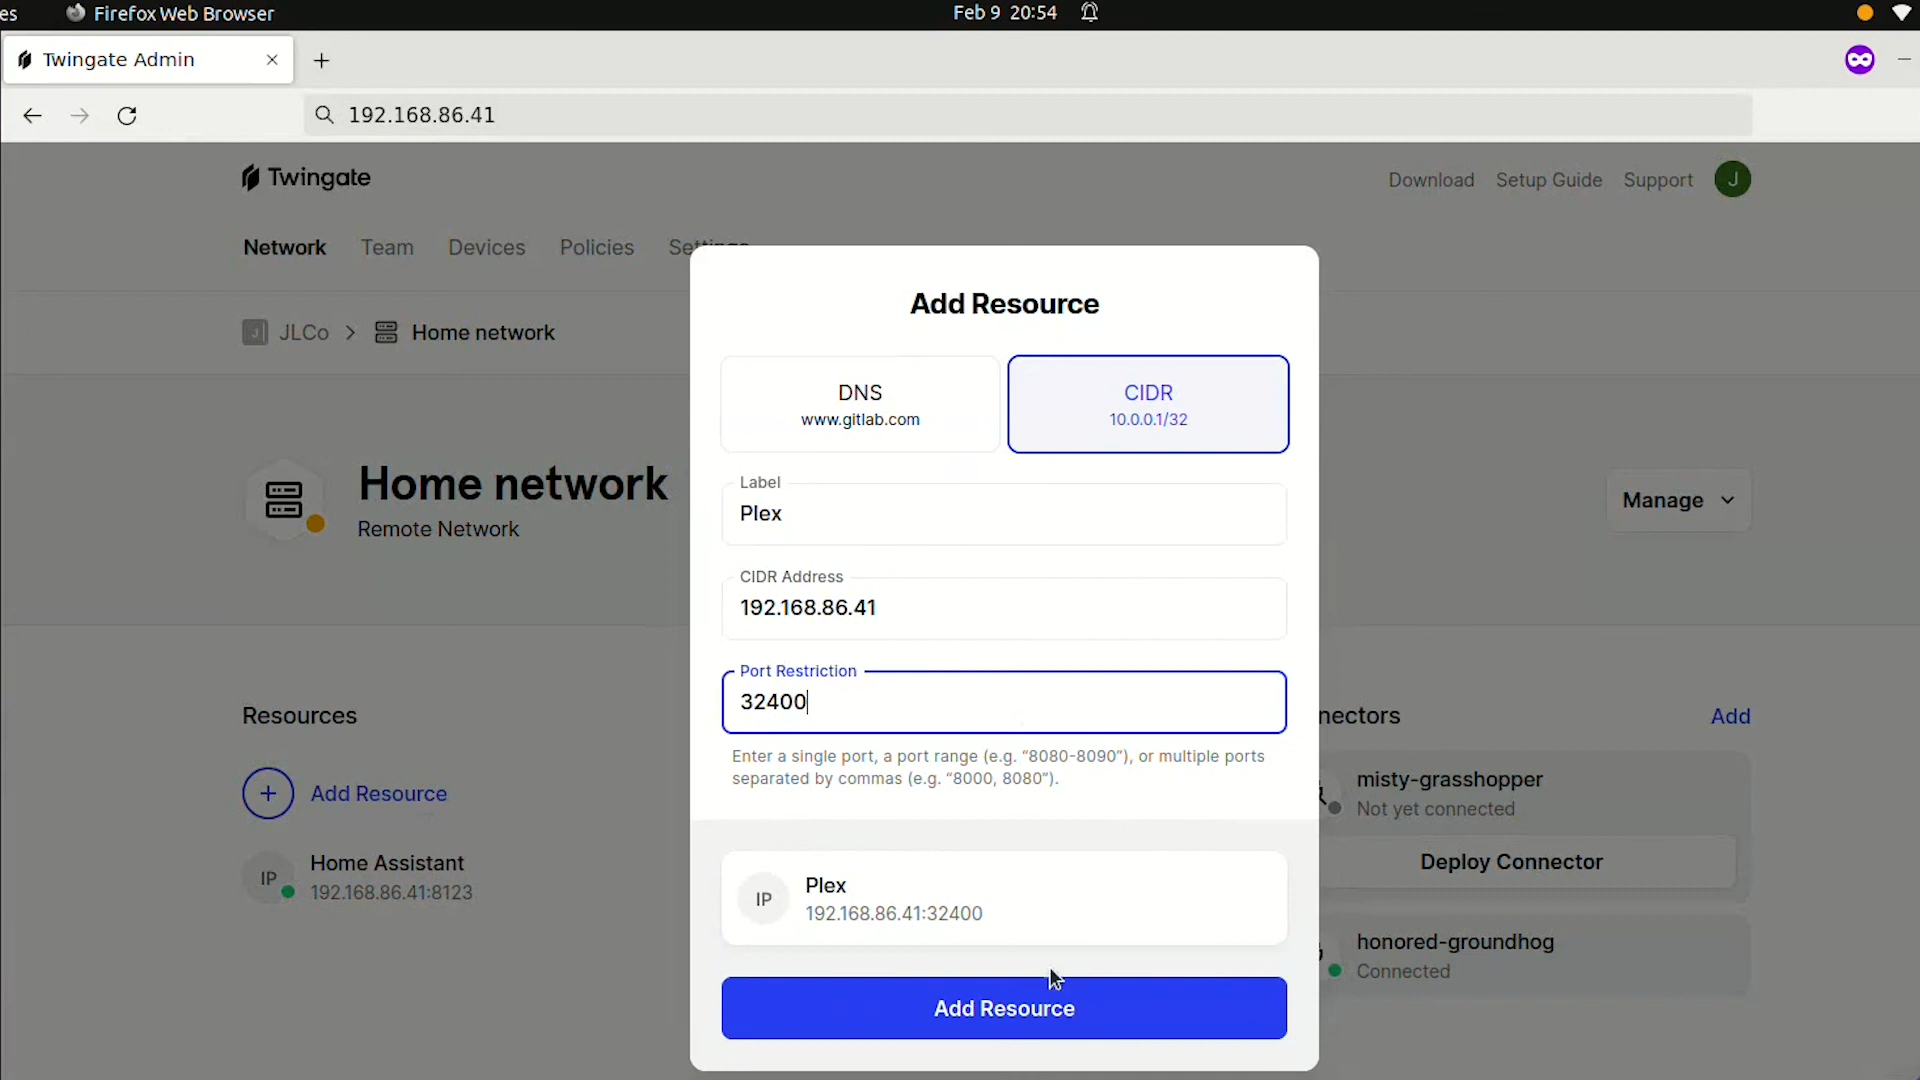 es
Firefox Web Browser
Feb 9 20:54
Twingate Admin
192.168.86.41
Twingate
Download
Setup Guide
Support
J
Network
Team
Devices
Policies
Settings
J
JLCo
Home network
Home network
Remote Network
Manage
Add Resource
DNS
www.gitlab.com
CIDR
10.0.0.1/32
Label
Plex
CIDR Address
192.168.86.41
Port Restriction
32400
Enter a single port, a port range (e.g. “8080-8090”), or multiple ports
separated by commas (e.g. “8000, 8080”).
IP
Plex
192.168.86.41:32400
Add Resource
Resources
Add Resource
IP
Home Assistant
192.168.86.41:8123
nectors
Add
misty-grasshopper
Not yet connected
Deploy Connector
honored-groundhog
Connected